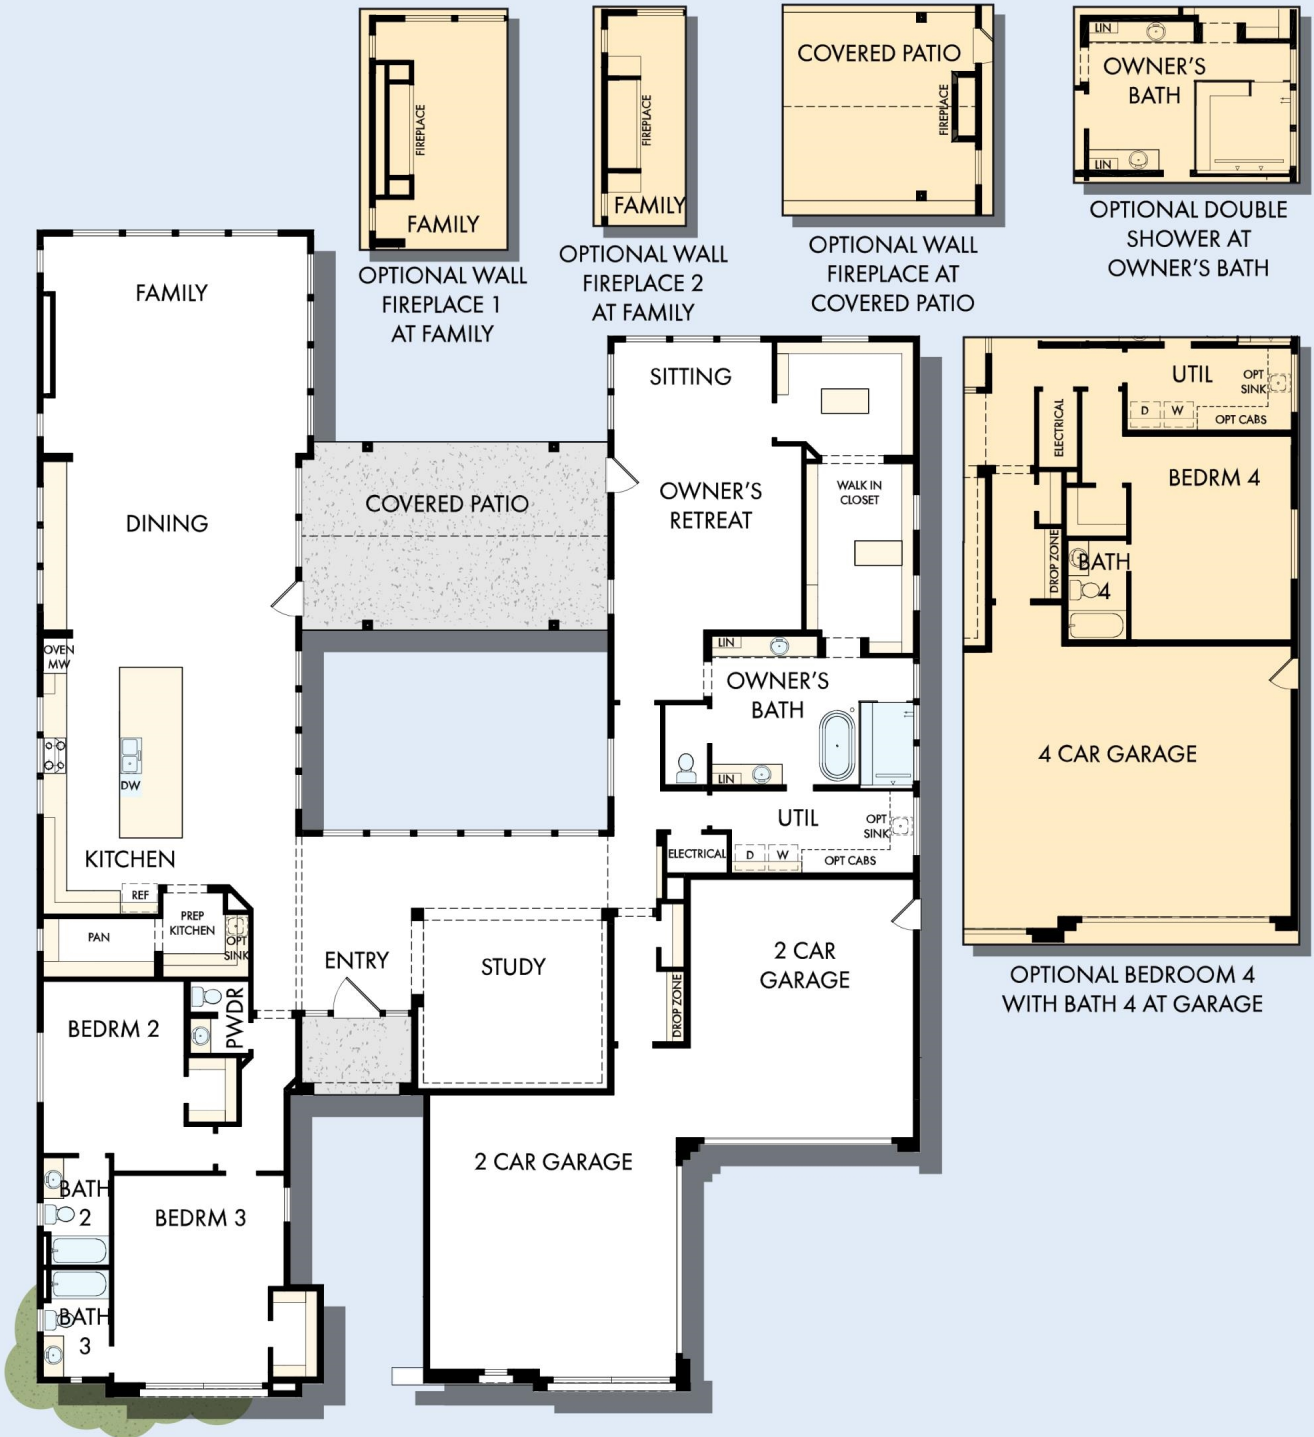 FIREPLACE
FAMILY
OPTIONAL WALL
FIREPLACE 1
AT FAMILY
FIREPLACE
FAMILY
OPTIONAL WALL
FIREPLACE 2
AT FAMILY
COVERED PATIO
FIREPLACE
OPTIONAL WALL
FIREPLACE AT
COVERED PATIO
LIN
OWNER'S
BATH
LIN
OPTIONAL DOUBLE
SHOWER AT
OWNER'S BATH
FAMILY
DINING
COVERED PATIO
SITTING
OWNER'S
RETREAT
WALK IN
CLOSET
OVEN
MW
DW
KITCHEN
REF
PAN
PREP
KITCHEN
OPT
SINK
LIN
OWNER'S
BATH
LIN
UTIL
OPT
SINK
ELECTRICAL
D
W
OPT CABS
ENTRY
STUDY
2 CAR
GARAGE
DROP ZONE
BEDRM 2
PWDR
BATH
2
BEDRM 3
BATH
3
2 CAR GARAGE
UTIL
OPT
SINK
D
W
OPT CABS
ELECTRICAL
BEDRM 4
DROP ZONE
BATH
4
4 CAR GARAGE
OPTIONAL BEDROOM 4
WITH BATH 4 AT GARAGE